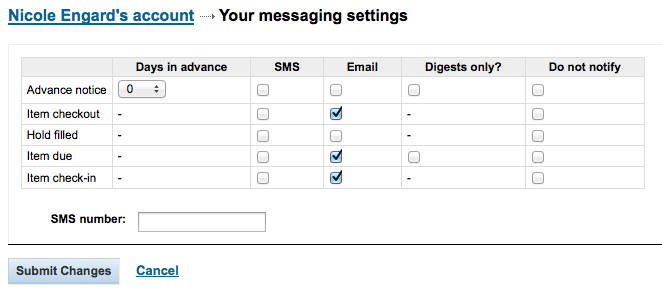 Nicole Engard's account ⤑ Your messaging settings
Days in advance SMS Email Digests only? Do not notify
Advance notice 0
Item checkout - -
Hold filled - -
Item due -
Item check-in - -
SMS number:
Submit Changes Cancel